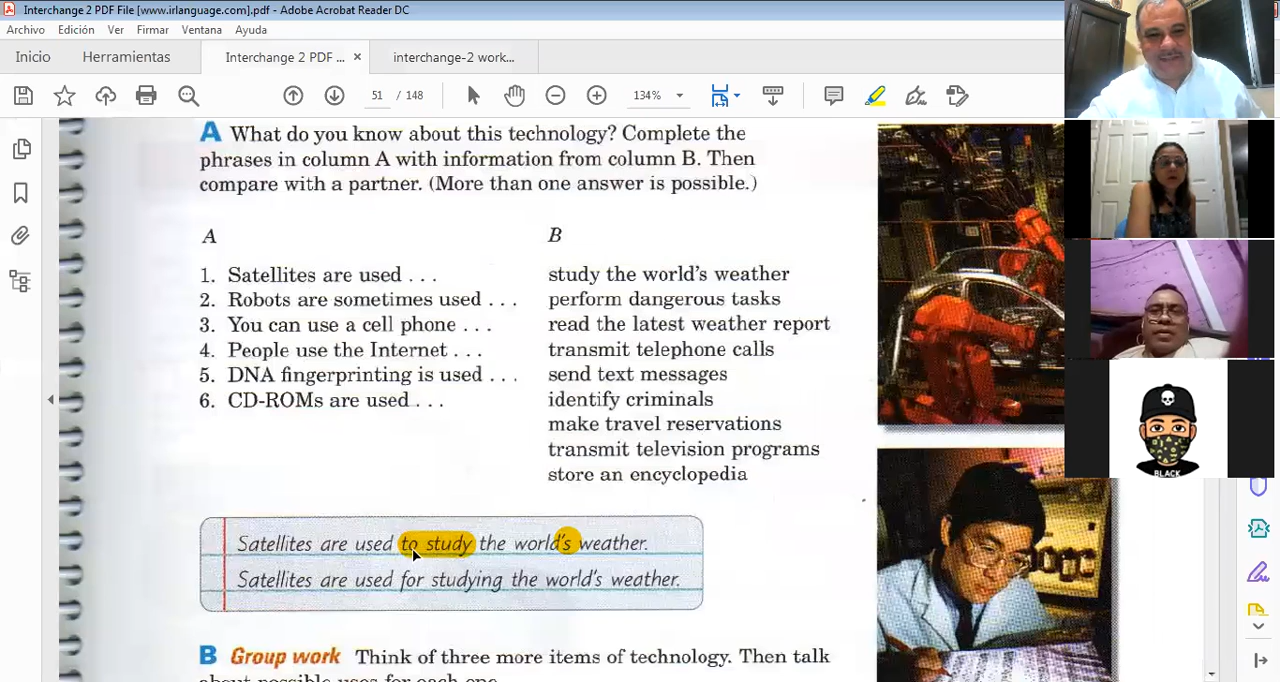 Interchange 2 PDF File [www.irlanguage.com].pdf - Adobe Acrobat Reader DC
Archivo Edición Ver Firmar Ventana Ayuda
Inicio Herramientas Interchange 2 PDF ... × interchange-2 work...
51 / 148 134%
A What do you know about this technology? Complete the
phrases in column A with information from column B. Then
compare with a partner. (More than one answer is possible.)
A B
1. Satellites are used . . . study the world's weather
2. Robots are sometimes used . . . perform dangerous tasks
3. You can use a cell phone . . . read the latest weather report
4. People use the Internet . . . transmit telephone calls
5. DNA fingerprinting is used . . . send text messages
6. CD-ROMs are used . . . identify criminals
make travel reservations
transmit television programs
store an encyclopedia
Satellites are used to study the world's weather.
Satellites are used for studying the world's weather.
B Group work Think of three more items of technology. Then talk
about possible uses for each one.
BLACK